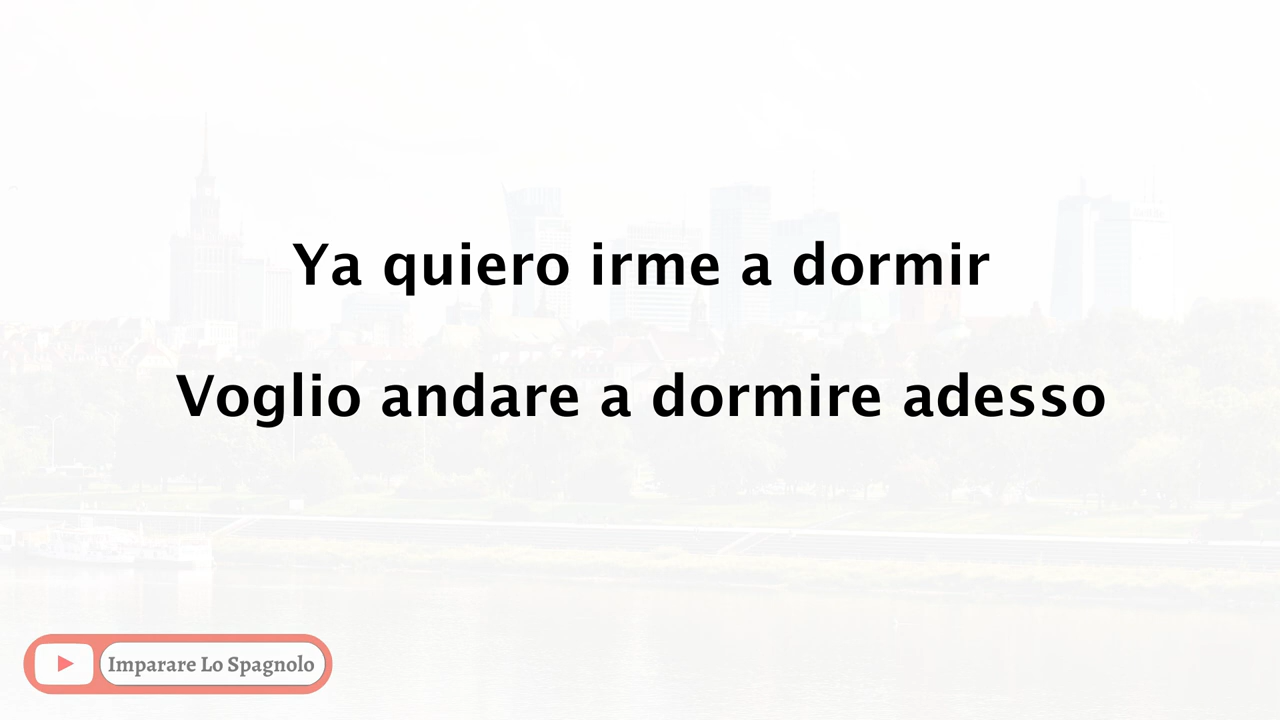 Ya quiero irme a dormir
Voglio andare a dormire adesso
Imparare Lo Spagnolo